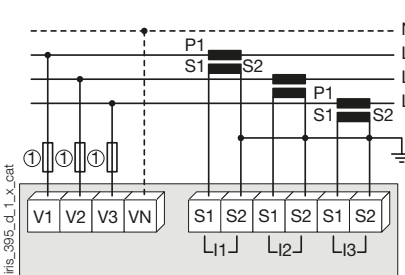 N
L
P1
S1 S2
L
P1
L
S1 S2
① ① ①
V1 V2 V3 VN S1 S2 S1 S2 S1 S2
I1 I2 I3
iris_395_d_1_x_cat